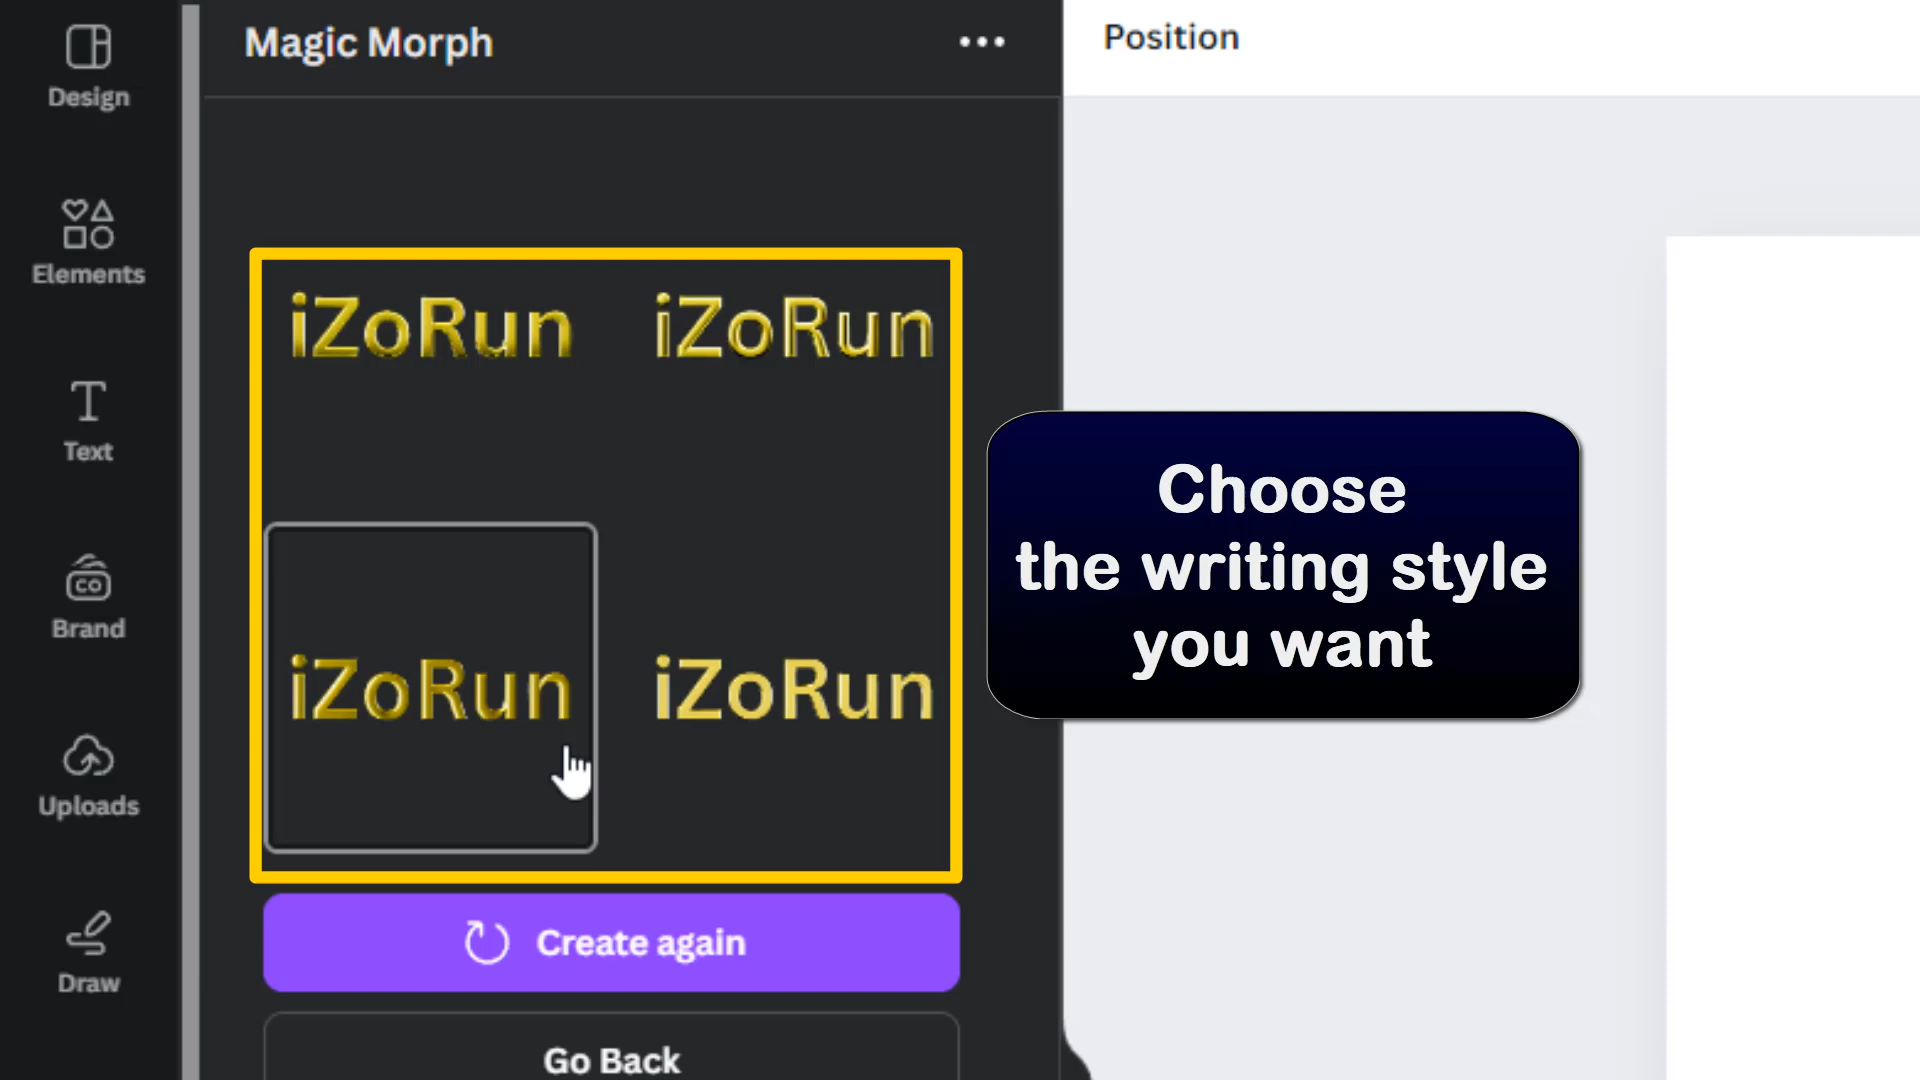 Magic Morph
Position
Design
Elements
Text
Brand
CO
Uploads
Draw
iZoRun
iZoRun
iZoRun
iZoRun
Choose
the writing style
you want
Create again
Go Back